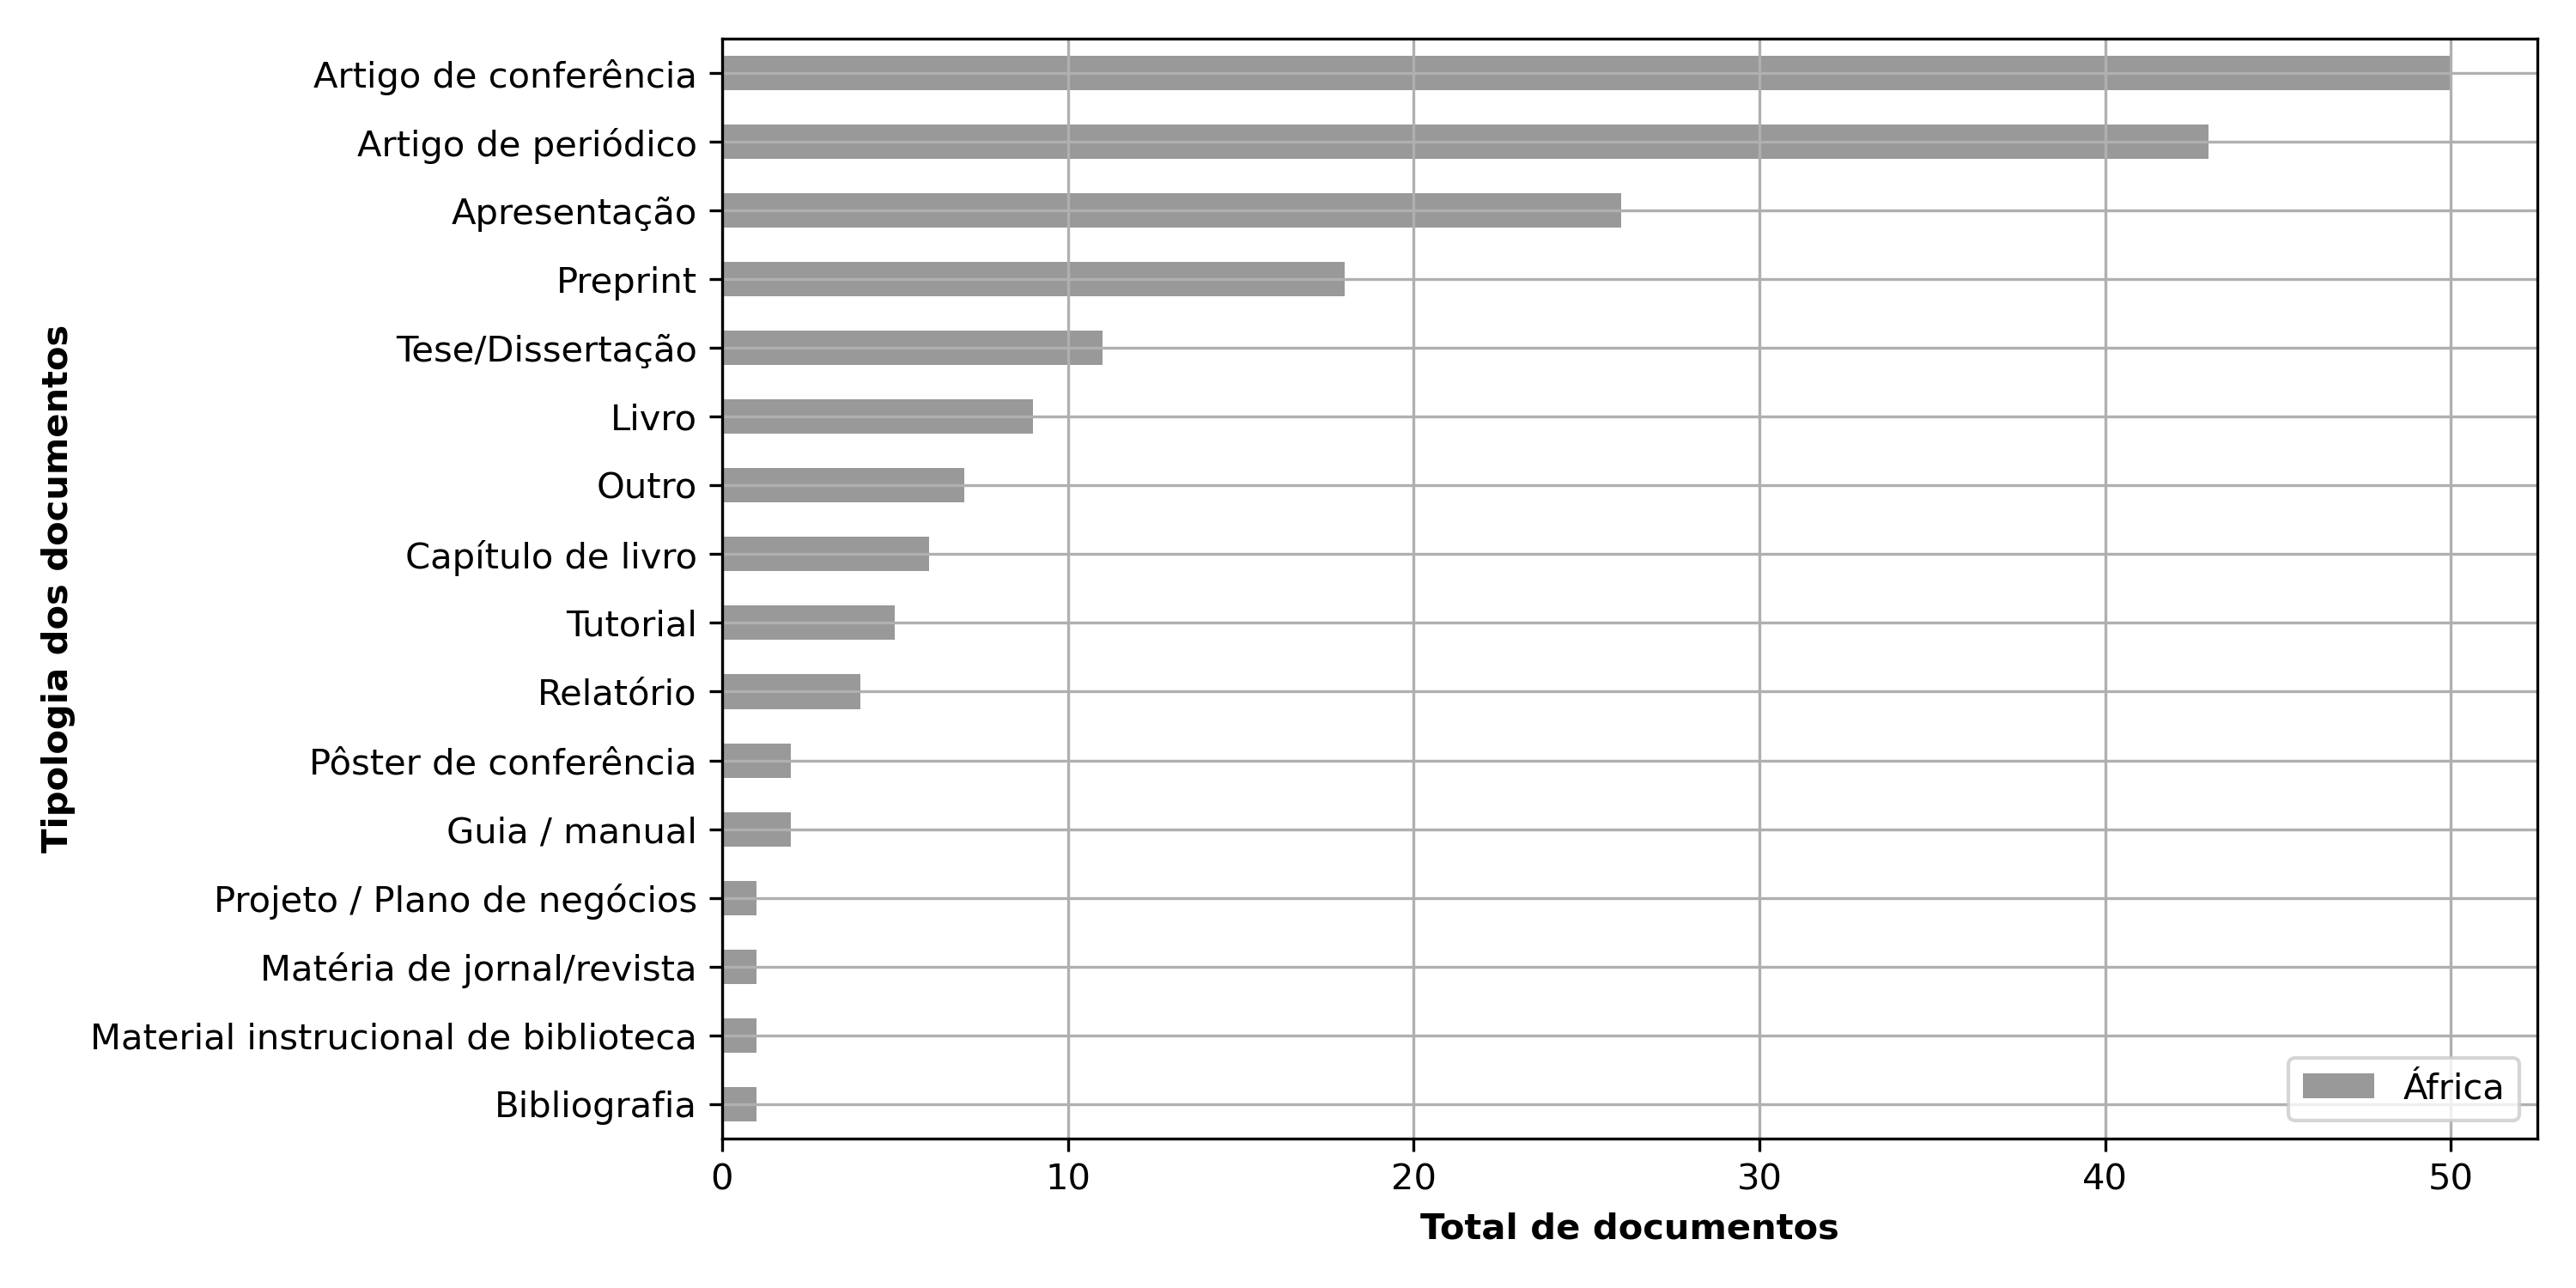 Tipologia dos documentos
Artigo de conferência
Artigo de periódico
Apresentação
Preprint
Tese/Dissertação
Livro
Outro
Capítulo de livro
Tutorial
Relatório
Pôster de conferência
Guia / manual
Projeto / Plano de negócios
Matéria de jornal/revista
Material instrucional de biblioteca
Bibliografia
África
0 10 20 30 40 50
Total de documentos